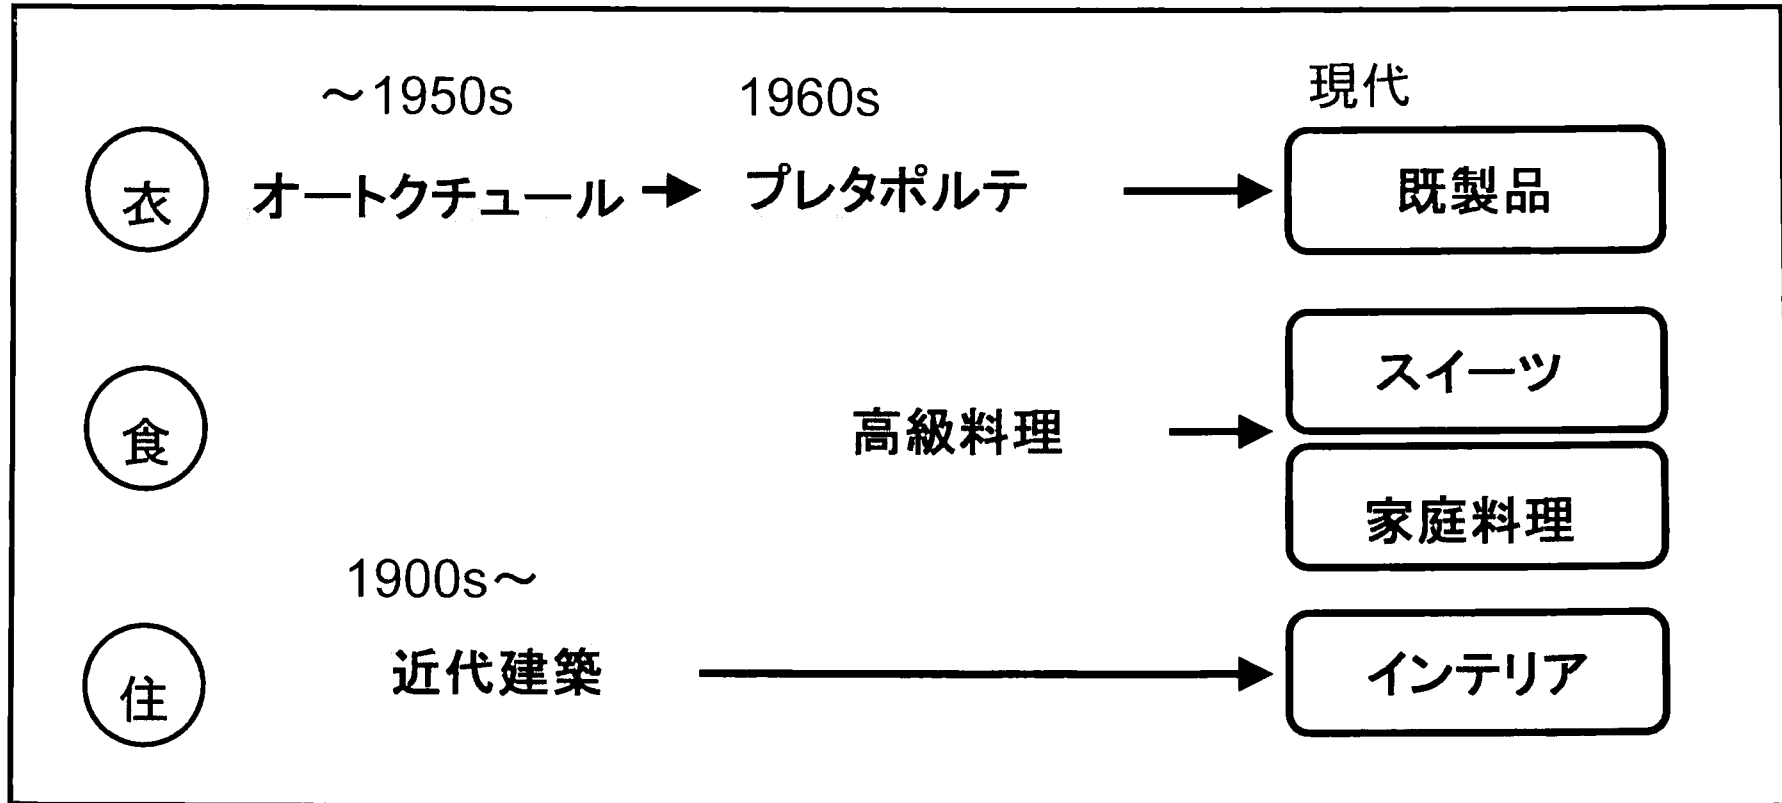 ～1950s 1960s 現代
衣 オートクチュール プレタポルテ 既製品
スイーツ
食 高級料理
家庭料理
1900s～
住 近代建築 インテリア